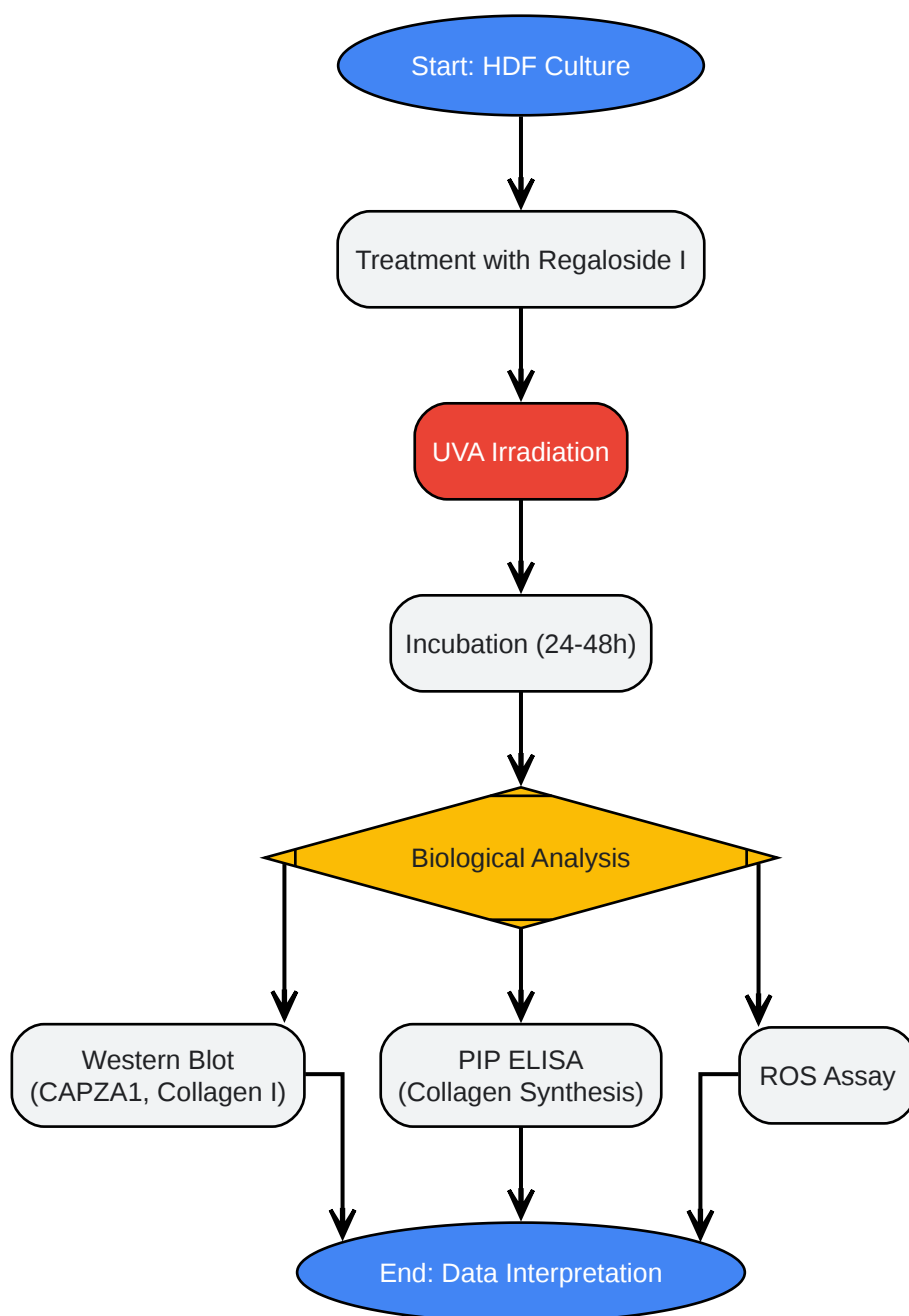 Start: HDF Culture
Treatment with Regaloside I
UVA Irradiation
Incubation (24-48h)
Biological Analysis
Western Blot
(CAPZA1, Collagen I)
PIP ELISA
(Collagen Synthesis)
ROS Assay
End: Data Interpretation